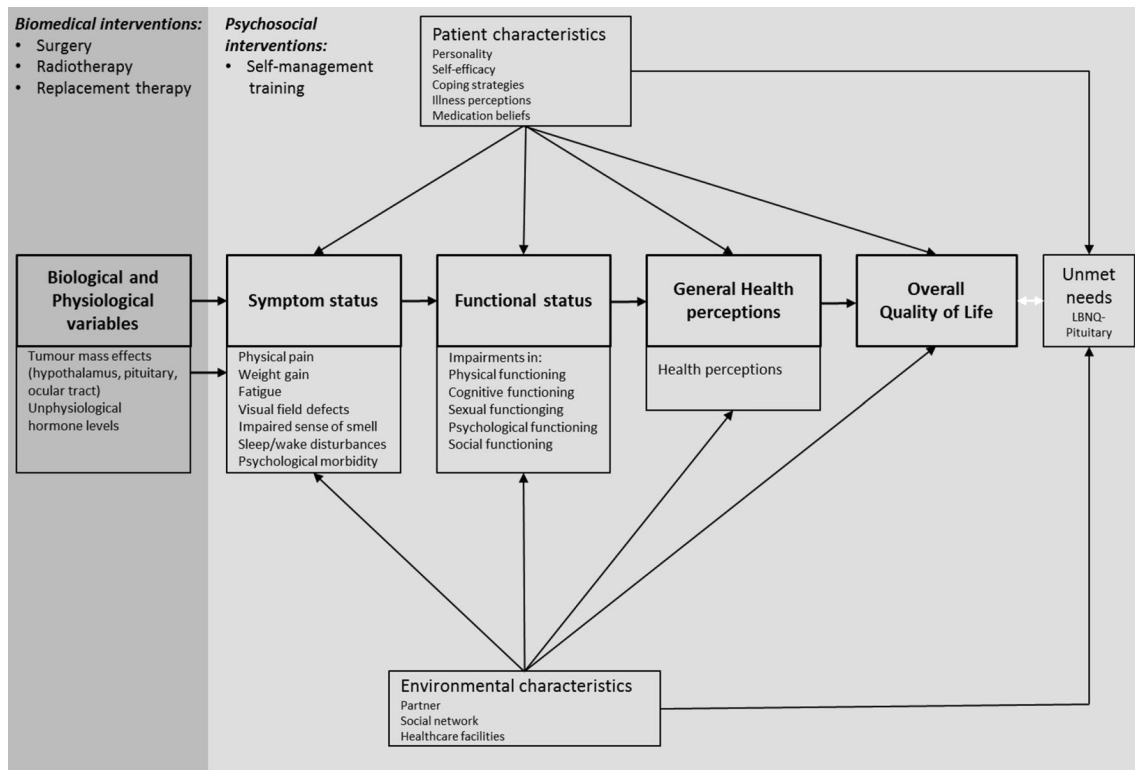 Biomedical interventions:
• Surgery
• Radiotherapy
• Replacement therapy
Psychosocial
interventions:
• Self-management
training
Patient characteristics
Personality
Self-efficacy
Coping strategies
Illness perceptions
Medication beliefs
Biological and
Physiological
variables
Tumour mass effects
(hypothalamus, pituitary,
ocular tract)
Unphysiological
hormone levels
Symptom status
Physical pain
Weight gain
Fatigue
Visual field defects
Impaired sense of smell
Sleep/wake disturbances
Psychological morbidity
Functional status
Impairments in:
Physical functioning
Cognitive functioning
Sexual functionging
Psychological functioning
Social functioning
General Health
perceptions
Health perceptions
Overall
Quality of Life
Unmet
needs
LBNQ-
Pituitary
Environmental characteristics
Partner
Social network
Healthcare facilities